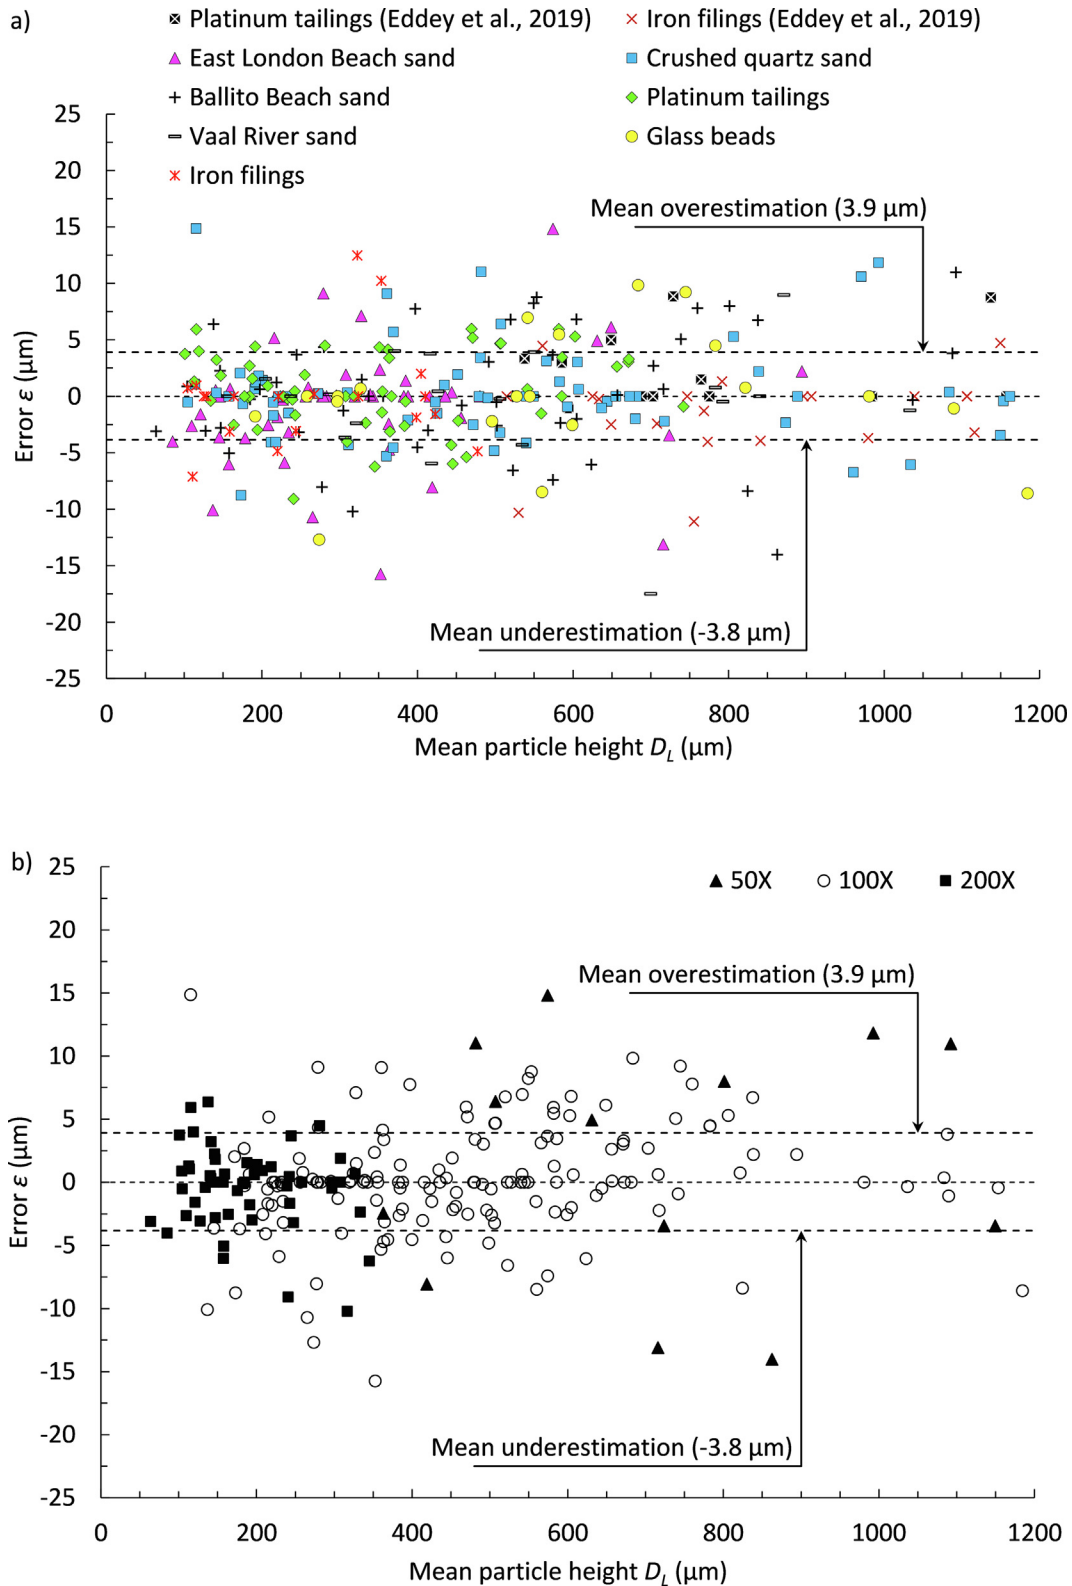 a)
Platinum tailings (Eddey et al., 2019)
Iron filings (Eddey et al., 2019)
East London Beach sand
Crushed quartz sand
Ballito Beach sand
Platinum tailings
Vaal River sand
Glass beads
Iron filings
25
20
15
10
5
0
-5
-10
-15
-20
-25
Error ε (µm)
Mean overestimation (3.9 µm)
Mean underestimation (-3.8 µm)
0 200 400 600 800 1000 1200
Mean particle height D_L (µm)
b)
50X 100X 200X
25
20
15
10
5
0
-5
-10
-15
-20
-25
Error ε (µm)
Mean overestimation (3.9 µm)
Mean underestimation (-3.8 µm)
0 200 400 600 800 1000 1200
Mean particle height D_L (µm)